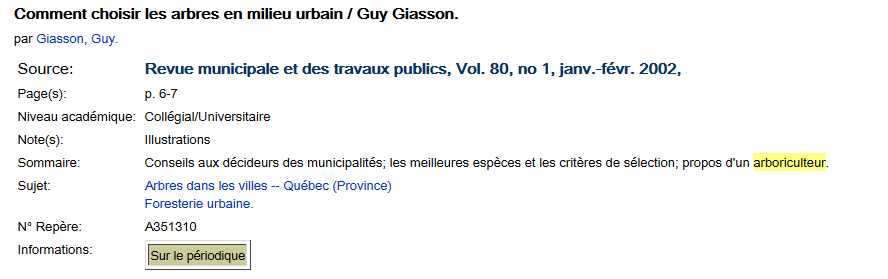 Comment choisir les arbres en milieu urbain / Guy Giasson.
par Giasson, Guy.
Source: Revue municipale et des travaux publics, Vol. 80, no 1, janv.-févr. 2002,
Page(s): p. 6-7
Niveau académique: Collégial/Universitaire
Note(s): Illustrations
Sommaire: Conseils aux décideurs des municipalités; les meilleures espèces et les critères de sélection; propos d'un arboriculteur.
Sujet: Arbres dans les villes -- Québec (Province)
Foresterie urbaine.
N° Repère: A351310
Informations: Sur le périodique